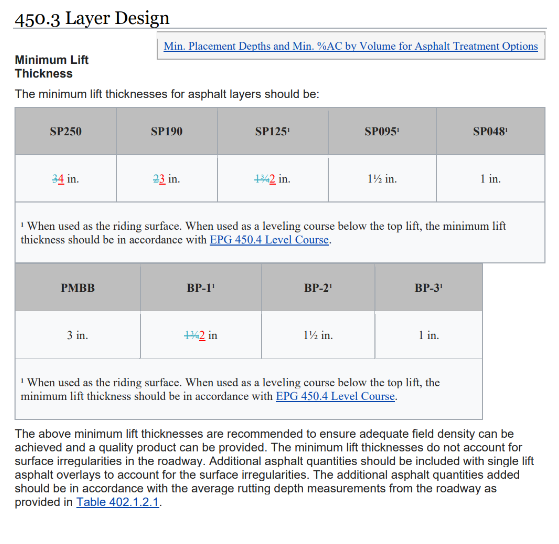 450.3 Layer Design
Min. Placement Depths and Min. %AC by Volume for Asphalt Treatment Options
Minimum Lift
Thickness
The minimum lift thicknesses for asphalt layers should be:
SP250 SP190 SP125¹ SP095¹ SP048¹
34 in. 23 in. 1¾2 in. 1½ in. 1 in.
¹ When used as the riding surface. When used as a leveling course below the top lift, the minimum lift
thickness should be in accordance with EPG 450.4 Level Course.
PMBB BP-1¹ BP-2¹ BP-3¹
3 in. 1¾2 in 1½ in. 1 in.
¹ When used as the riding surface. When used as a leveling course below the top lift, the
minimum lift thickness should be in accordance with EPG 450.4 Level Course.
The above minimum lift thicknesses are recommended to ensure adequate field density can be
achieved and a quality product can be provided. The minimum lift thicknesses do not account for
surface irregularities in the roadway. Additional asphalt quantities should be included with single lift
asphalt overlays to account for the surface irregularities. The additional asphalt quantities added
should be in accordance with the average rutting depth measurements from the roadway as
provided in Table 402.1.2.1.